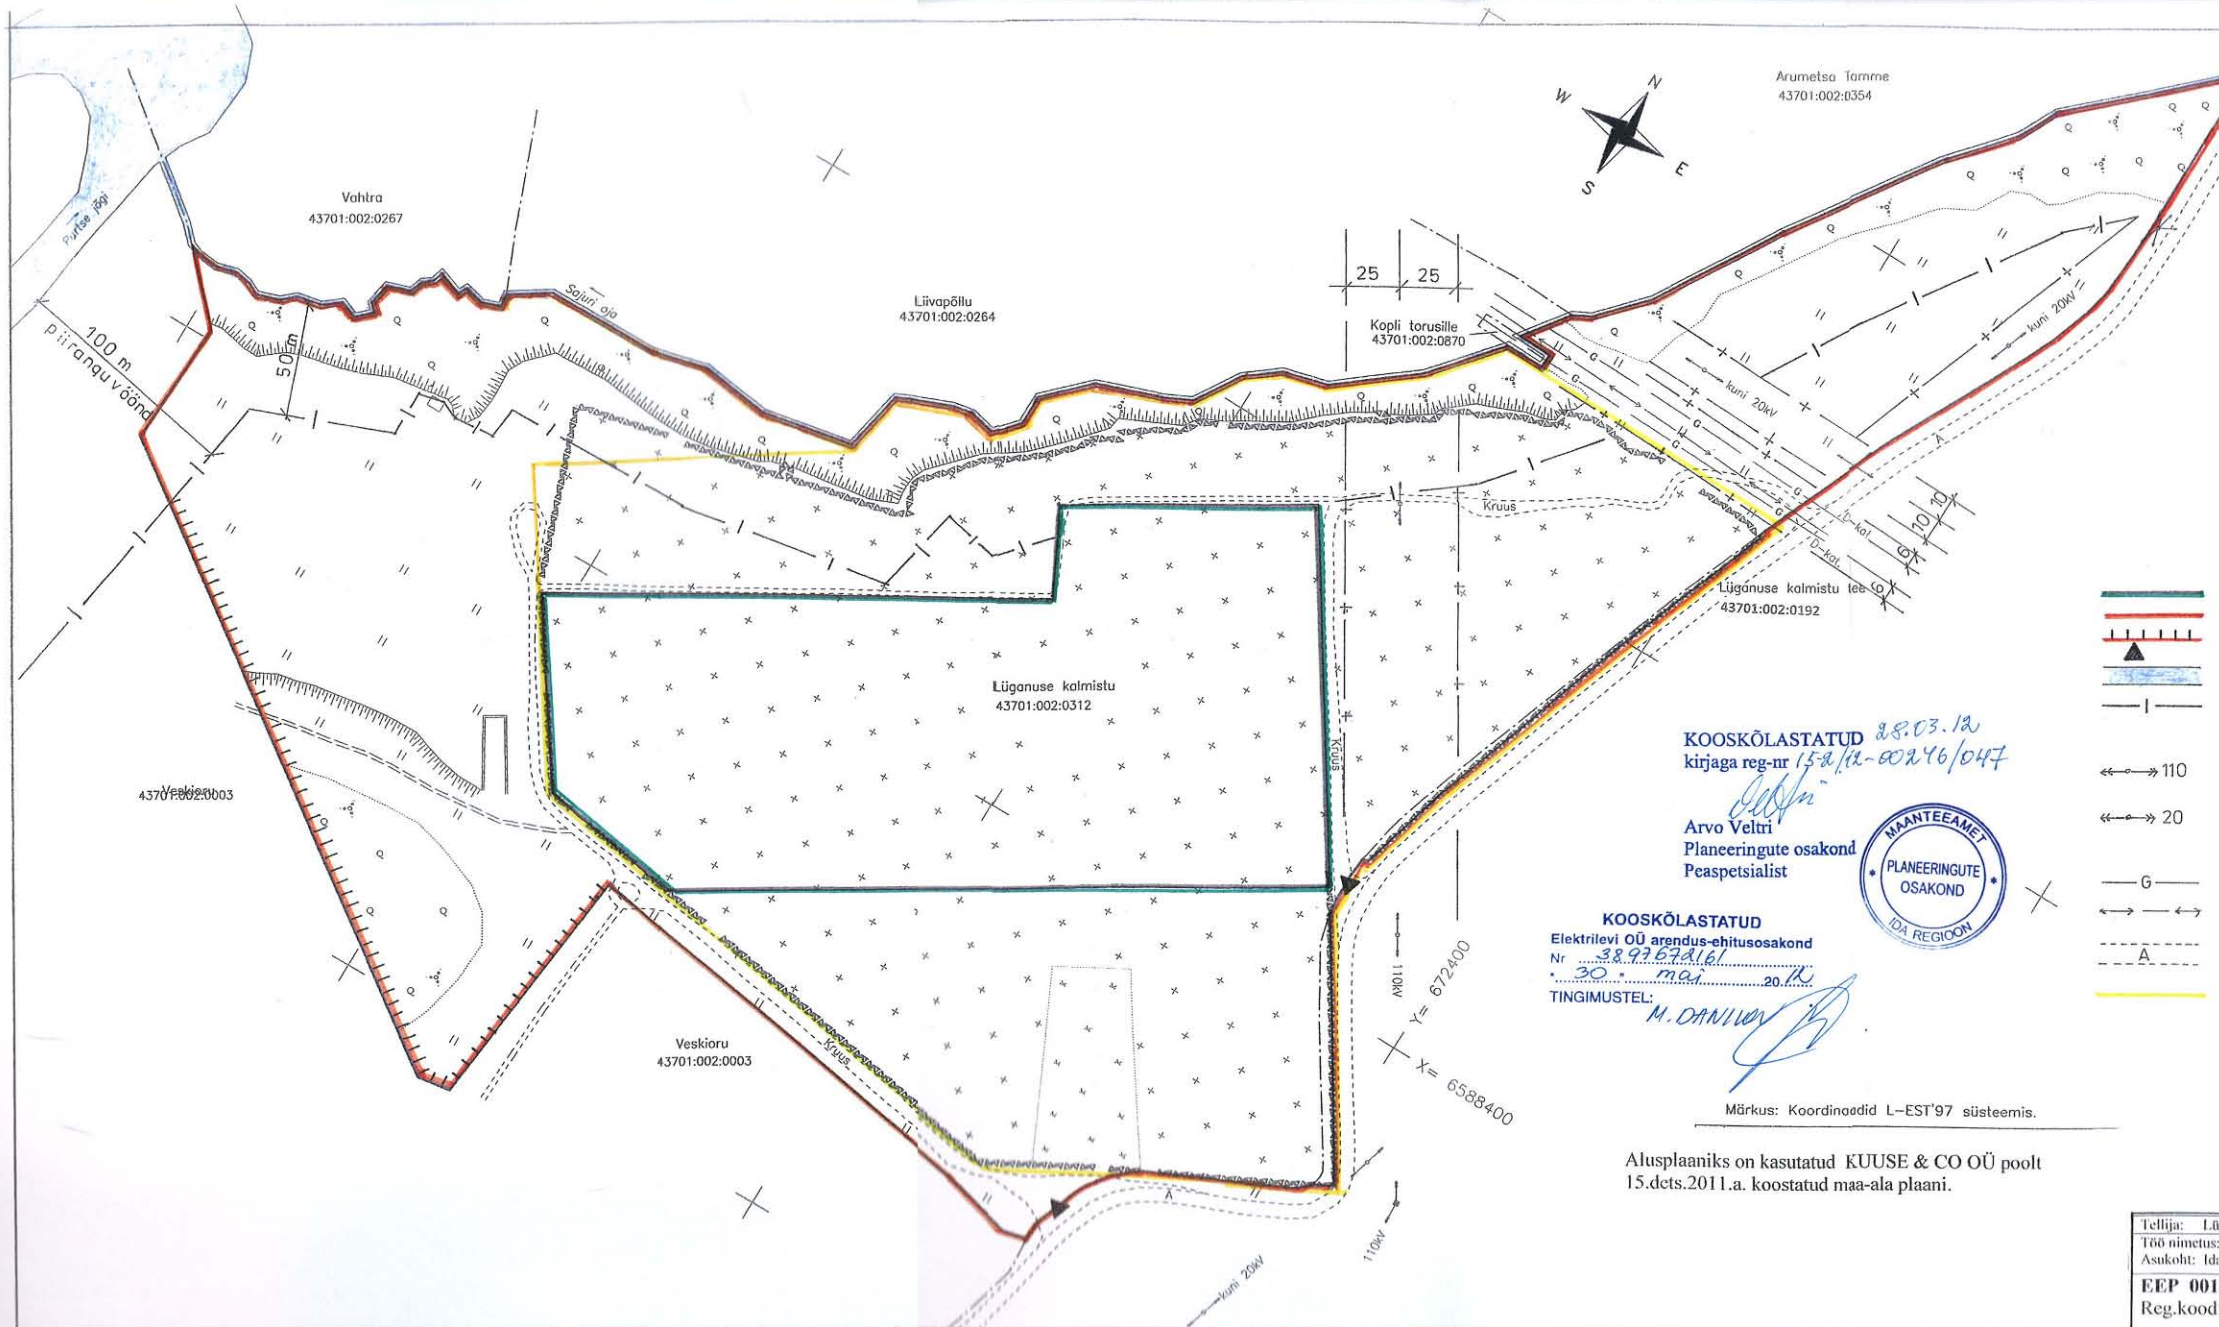 N
W
E
S
Arumetsa Tamme
43701:002:0354
Purtse jõgi
Vahtra
43701:002:0267
Sajuri oja
Liivapõllu
43701:002:0264
25
25
Kopli torusille
43701:002:0870
100 m
piiranguvöönd
50 m
kuni 20kV
kuni 20kV
G
G
G
G
G
G
A
Kruus
D-kat.
D-kat.
10
10
6
6
Lüganuse kalmistu tee
43701:002:0192
Lüganuse kalmistu
43701:002:0312
Kruus
Veskioru
43701:002:0003
Veskioru
43701:002:0003
Kruus
A
110kV
110kV
kuni 20kV
Y= 672400
X= 6588400
KOOSKÕLASTATUD 28.03.12
kirjaga reg-nr 15-2/12-00246/047
Arvo Veltri
Planeeringute osakond
Peaspetsialist
MAANTEEAMET
PLANEERINGUTE
OSAKOND
IDA REGIOON
KOOSKÕLASTATUD
Elektrilevi OÜ arendus-ehitusosakond
Nr 3897672161
30 mai 2012
TINGIMUSTEL:
M. DANILOV
110
20
G
A
Märkus: Koordinaadid L-EST'97 süsteemis.
Alusplaaniks on kasutatud KUUSE & CO OÜ poolt
15.dets.2011.a. koostatud maa-ala plaani.
Tellija: Lü
Töö nimetus:
Asukoht: Ida
EEP 001
Reg.kood